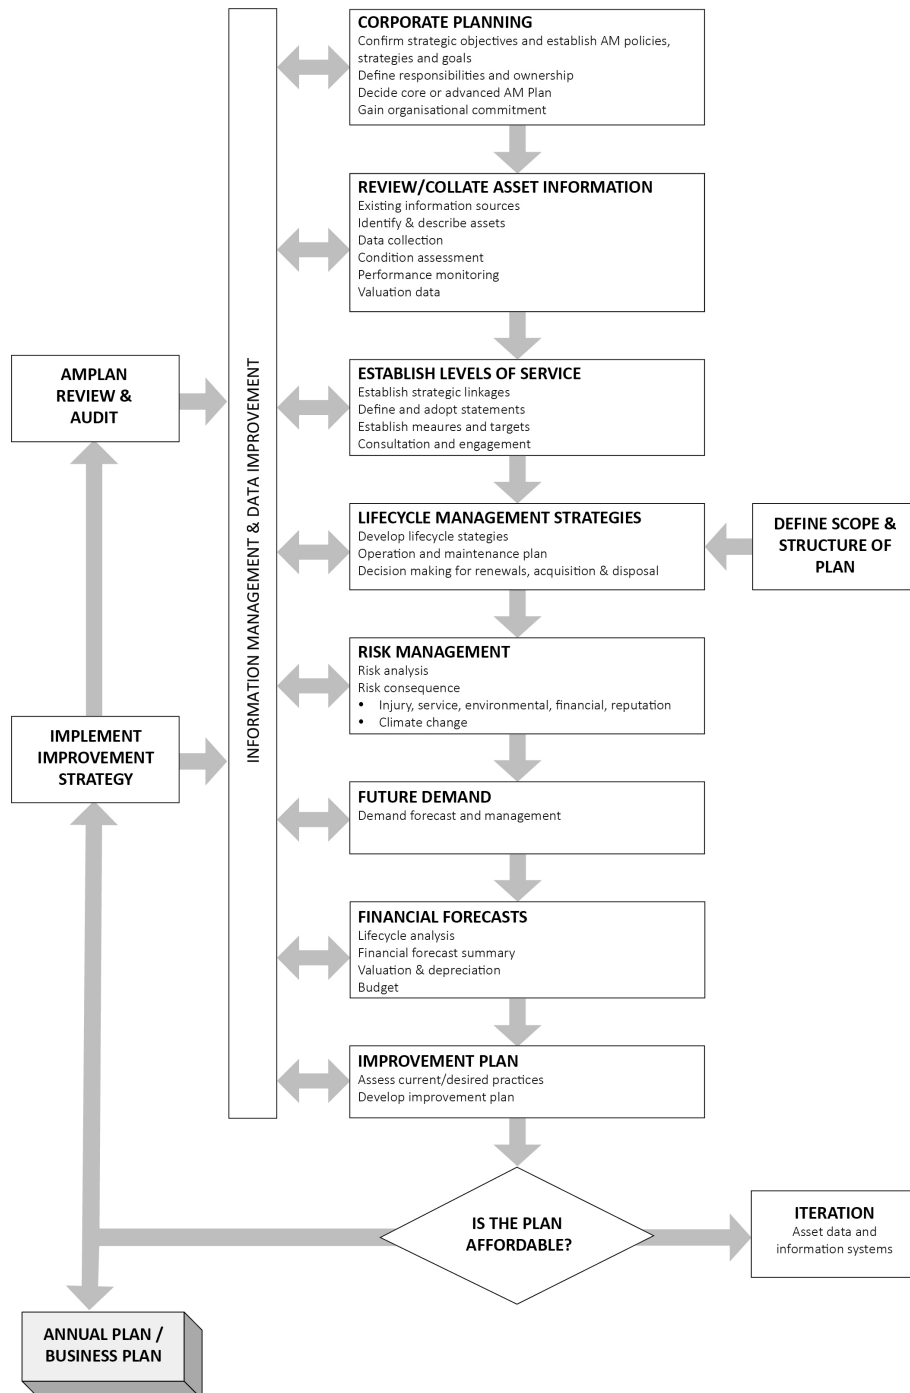 CORPORATE PLANNING
Confirm strategic objectives and establish AM policies,
strategies and goals
Define responsibilities and ownership
Decide core or advanced AM Plan
Gain organisational commitment
REVIEW/COLLATE ASSET INFORMATION
Existing information sources
Identify & describe assets
Data collection
Condition assessment
Performance monitoring
Valuation data
INFORMATION MANAGEMENT & DATA IMPROVEMENT
AMPLAN
REVIEW &
AUDIT
ESTABLISH LEVELS OF SERVICE
Establish strategic linkages
Define and adopt statements
Establish meaures and targets
Consultation and engagement
LIFECYCLE MANAGEMENT STRATEGIES
Develop lifecycle stategies
Operation and maintenance plan
Decision making for renewals, acquisition & disposal
DEFINE SCOPE &
STRUCTURE OF
PLAN
RISK MANAGEMENT
Risk analysis
Risk consequence
• Injury, service, environmental, financial, reputation
• Climate change
IMPLEMENT
IMPROVEMENT
STRATEGY
FUTURE DEMAND
Demand forecast and management
FINANCIAL FORECASTS
Lifecycle analysis
Financial forecast summary
Valuation & depreciation
Budget
IMPROVEMENT PLAN
Assess current/desired practices
Develop improvement plan
IS THE PLAN
AFFORDABLE?
ITERATION
Asset data and
information systems
ANNUAL PLAN /
BUSINESS PLAN